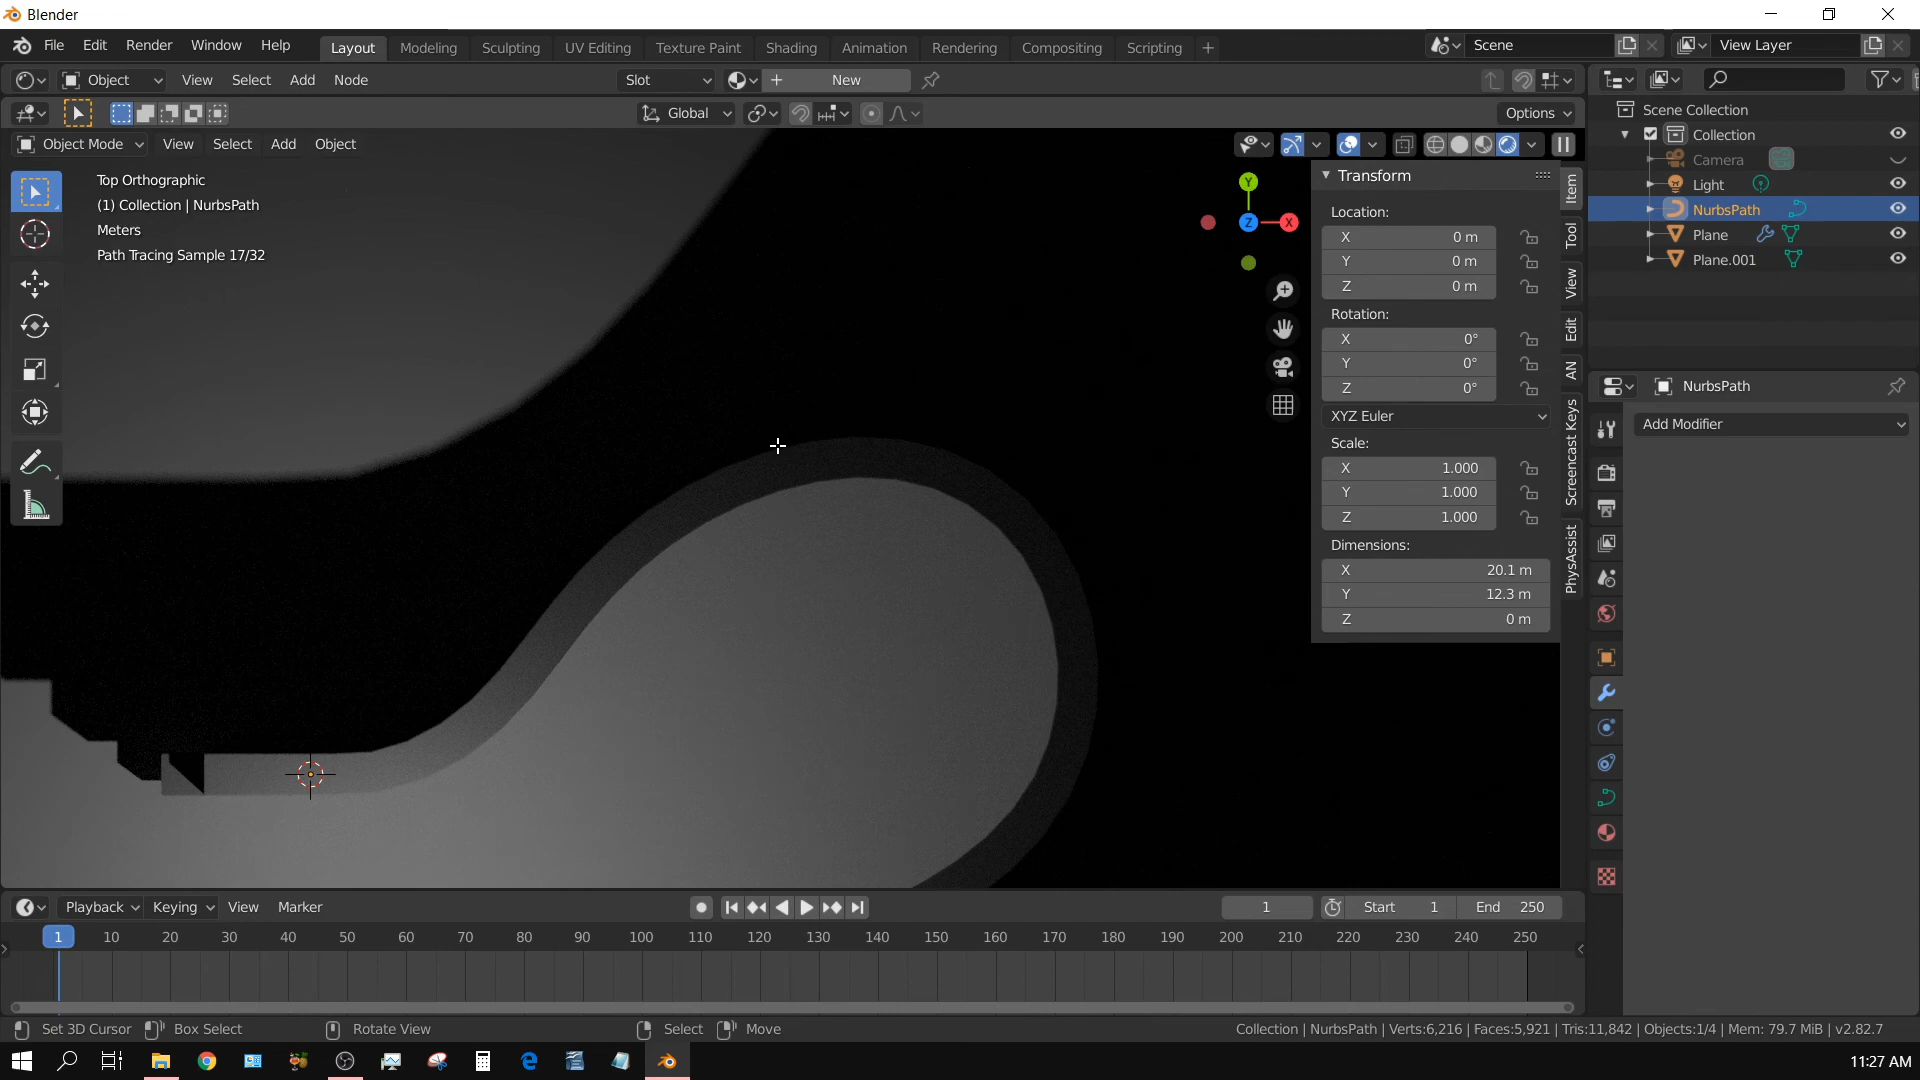 Blender
File Edit Render Window Help Layout Modeling Sculpting UV Editing Texture Paint Shading Animation Rendering Compositing Scripting + Scene View Layer
Object View Select Add Node Slot New
Global Options
Object Mode View Select Add Object
Top Orthographic
(1) Collection | NurbsPath
Meters
Path Tracing Sample 17/32
Y
X
Z
Transform
Location:
X 0 m
Y 0 m
Z 0 m
Rotation:
X 0°
Y 0°
Z 0°
XYZ Euler
Scale:
X 1.000
Y 1.000
Z 1.000
Dimensions:
X 20.1 m
Y 12.3 m
Z 0 m
Item
Tool
View
Edit
AN
Screencast Keys
PhysAssist
Scene Collection
Collection
Camera
Light
NurbsPath
Plane
Plane.001
NurbsPath
Add Modifier
Playback Keying View Marker 1 Start 1 End 250
1 10 20 30 40 50 60 70 80 90 100 110 120 130 140 150 160 170 180 190 200 210 220 230 240 250
Set 3D Cursor Box Select Rotate View Select Move Collection | NurbsPath | Verts:6,216 | Faces:5,921 | Tris:11,842 | Objects:1/4 | Mem: 79.7 MiB | v2.82.7
11:27 AM